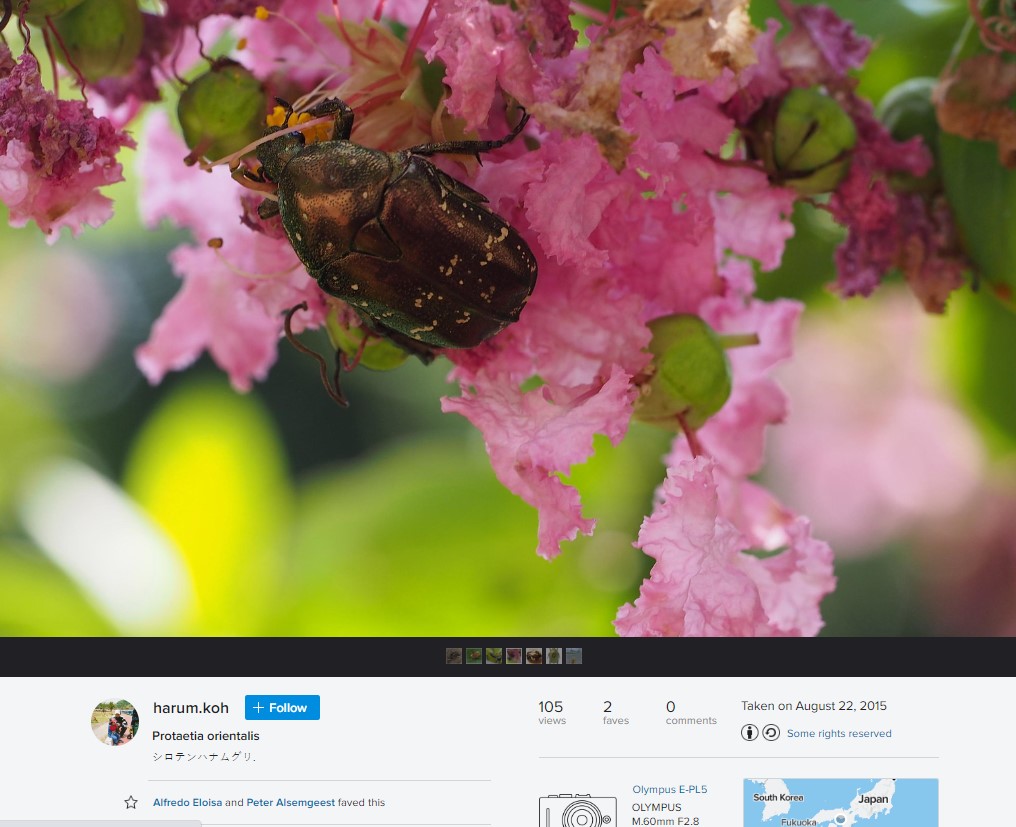 harum.koh
+ Follow
Protaetia orientalis
シロテンハナムグリ.
Alfredo Eloisa and Peter Alsemgeest faved this
105
views
2
faves
0
comments
Taken on August 22, 2015
Some rights reserved
Olympus E-PL5
OLYMPUS
M.60mm F2.8
South Korea
Japan
Fukuoka